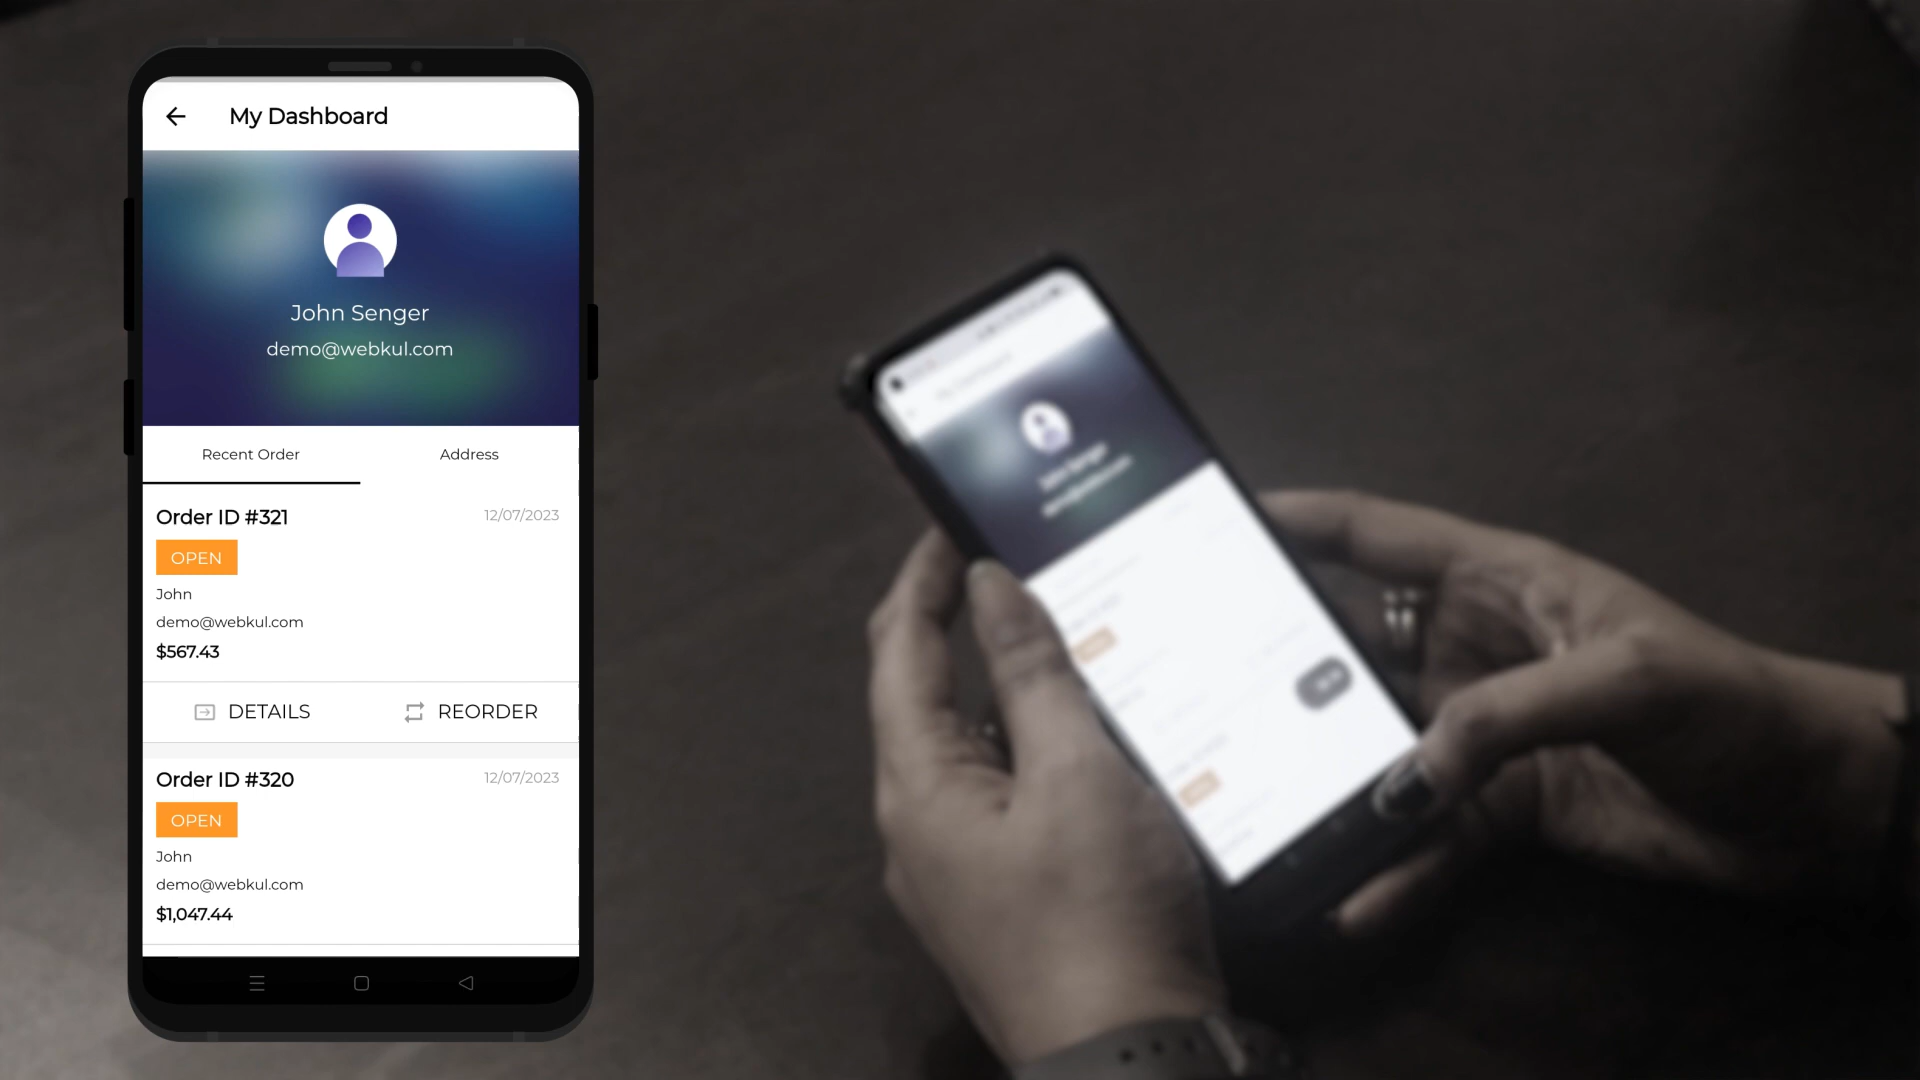 My Dashboard
John Senger
demo@webkul.com
Recent Order
Address
Order ID #321
12/07/2023
OPEN
John
demo@webkul.com
$567.43
DETAILS
REORDER
Order ID #320
12/07/2023
OPEN
John
demo@webkul.com
$1,047.44